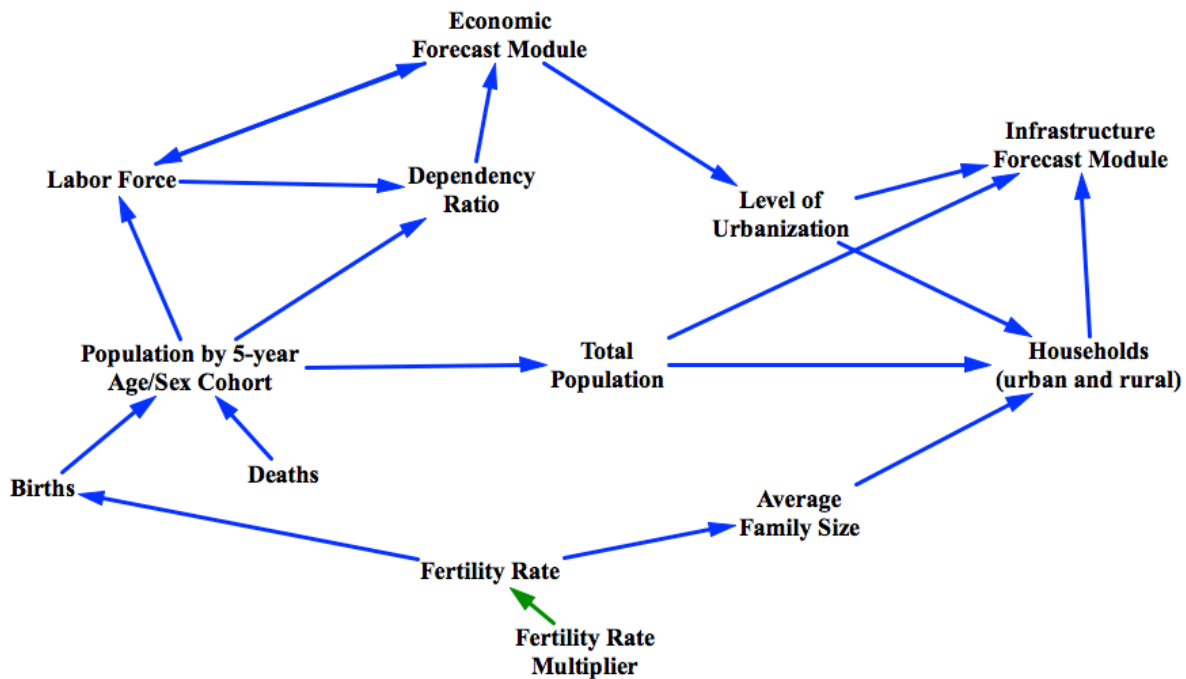 Economic
Forecast Module
Infrastructure
Forecast Module
Labor Force
Dependency
Ratio
Level of
Urbanization
Population by 5-year
Age/Sex Cohort
Total
Population
Households
(urban and rural)
Births
Deaths
Average
Family Size
Fertility Rate
Fertility Rate
Multiplier